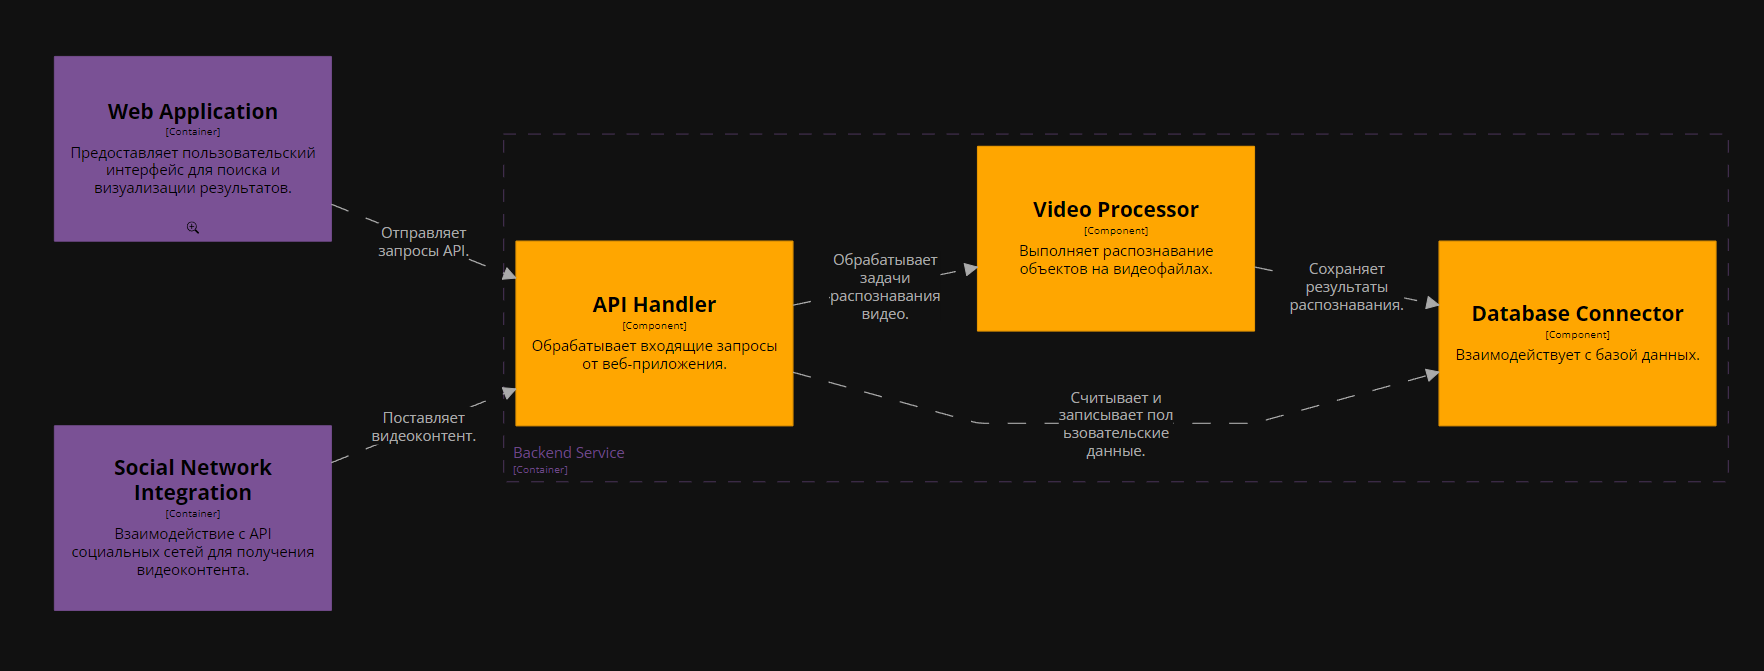 Web Application
[Container]
Предоставляет пользовательский
интерфейс для поиска и
визуализации результатов.
Отправляет
запросы API.
Social Network
Integration
[Container]
Взаимодействие с API
социальных сетей для получения
видеоконтента.
Поставляет
видеоконтент.
API Handler
[Component]
Обрабатывает входящие запросы
от веб-приложения.
Backend Service
[Container]
Обрабатывает
задачи
распознавания
видео.
Video Processor
[Component]
Выполняет распознавание
объектов на видеофайлах.
Считывает и
записывает пол
ьзовательские
данные.
Сохраняет
результаты
распознавания.
Database Connector
[Component]
Взаимодействует с базой данных.